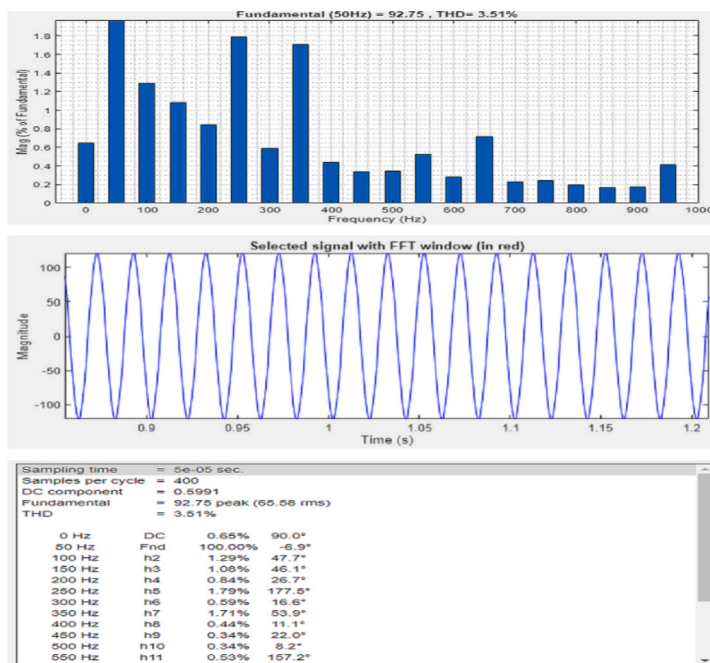 Fundamental (50Hz) = 92.75 , THD= 3.51%
Mag (% of Fundamental)
1.8
1.6
1.4
1.2
1
0.8
0.6
0.4
0.2
0
0 100 200 300 400 500 600 700 800 900 1000
Frequency (Hz)
Selected signal with FFT window (in red)
Magnitude
100
50
0
-50
-100
0.9 0.95 1 1.05 1.1 1.15 1.2
Time (s)
Sampling time = 5e-05 sec.
Samples per cycle = 400
DC component = 0.5991
Fundamental = 92.75 peak (65.58 rms)
THD = 3.51%
0 Hz DC 0.65% 90.0°
50 Hz Fnd 100.00% -6.9°
100 Hz h2 1.29% 47.7°
150 Hz h3 1.08% 46.1°
200 Hz h4 0.84% 26.7°
250 Hz h5 1.79% 177.5°
300 Hz h6 0.59% 16.6°
350 Hz h7 1.71% 53.9°
400 Hz h8 0.44% 11.1°
450 Hz h9 0.34% 22.0°
500 Hz h10 0.34% 8.2°
550 Hz h11 0.53% 157.2°